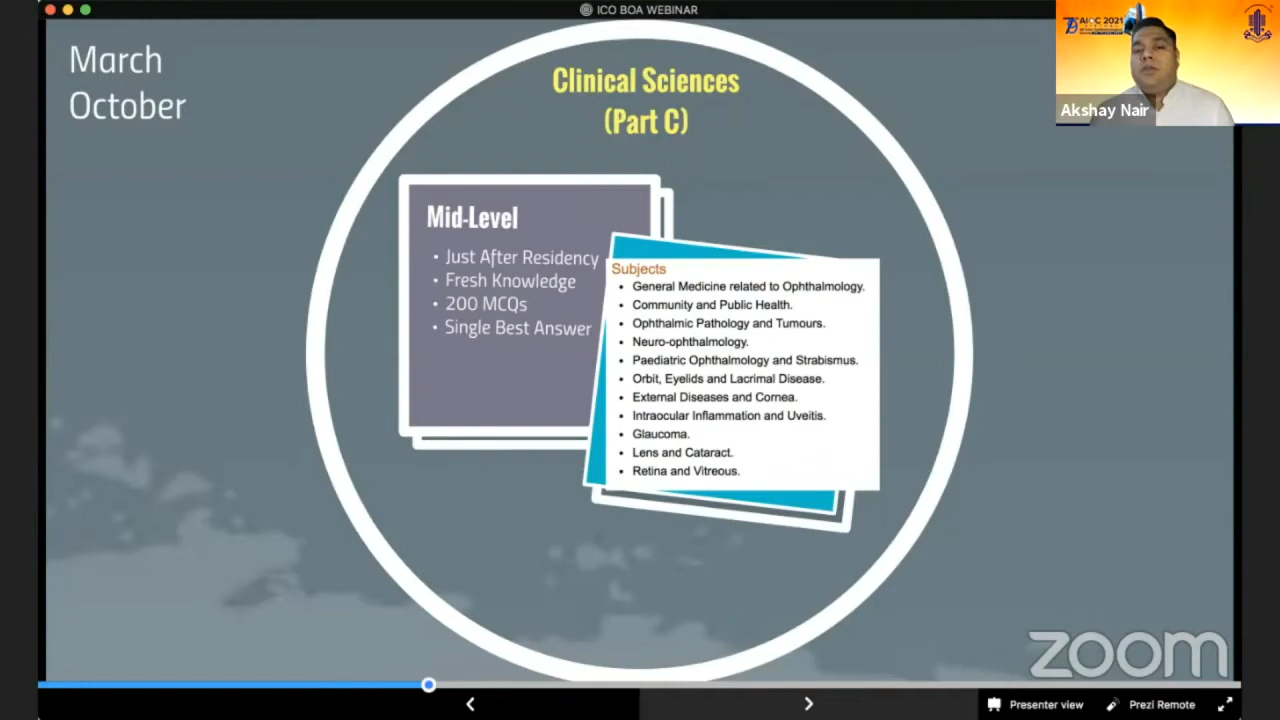 ICO BOA WEBINAR
AIOC 2021
Akshay Nair
March
October
Clinical Sciences
(Part C)
Mid-Level
• Just After Residency
• Fresh Knowledge
• 200 MCQs
• Single Best Answer
Subjects
• General Medicine related to Ophthalmology.
• Community and Public Health.
• Ophthalmic Pathology and Tumours.
• Neuro-ophthalmology.
• Paediatric Ophthalmology and Strabismus.
• Orbit, Eyelids and Lacrimal Disease.
• External Diseases and Cornea.
• Intraocular Inflammation and Uveitis.
• Glaucoma.
• Lens and Cataract.
• Retina and Vitreous.
zoom
Presenter view
Prezi Remote